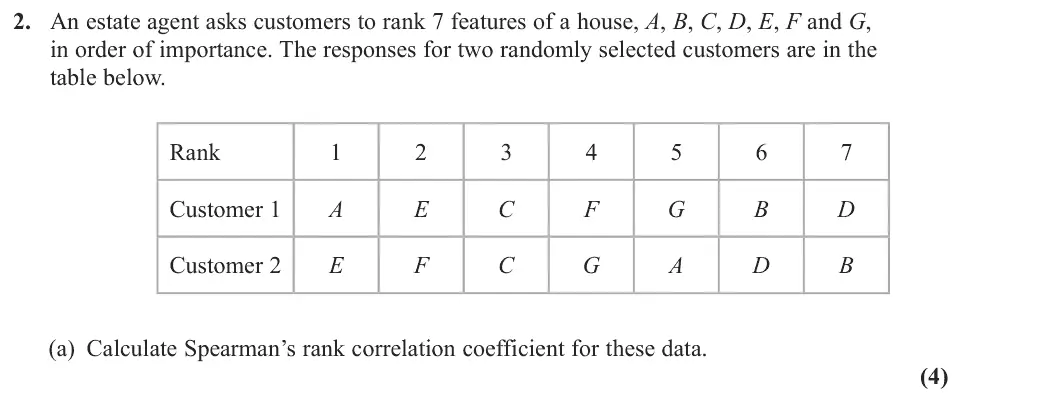 2. An estate agent asks customers to rank 7 features of a house, A, B, C, D, E, F and G,
in order of importance. The responses for two randomly selected customers are in the
table below.
Rank 1 2 3 4 5 6 7
Customer 1 A E C F G B D
Customer 2 E F C G A D B
(a) Calculate Spearman’s rank correlation coefficient for these data.
(4)